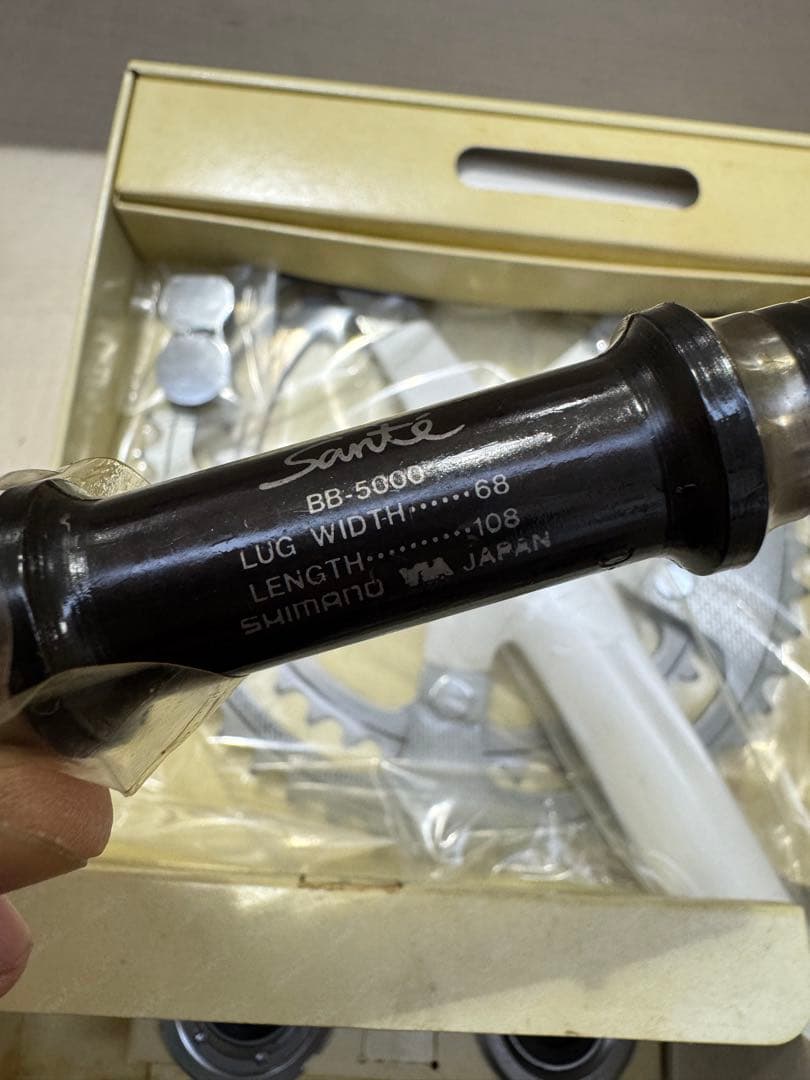 Santé
BB-5000
LUG WIDTH······68
LENGTH··········108
SHIMANO JAPAN